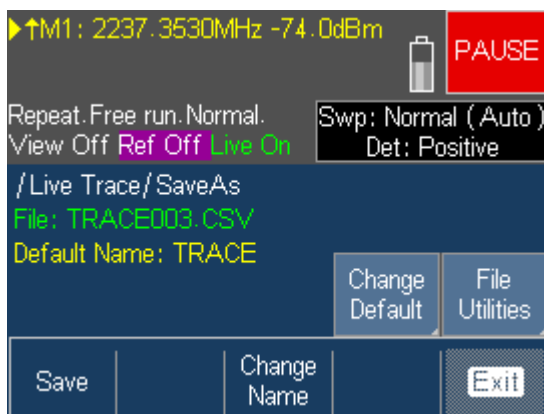 ▶↑M1: 2237.3530MHz -74.0dBm
PAUSE
Repeat.Free run.Normal.
View Off Ref Off Live On
Swp: Normal (Auto)
Det: Positive
/Live Trace/SaveAs
File: TRACE003.CSV
Default Name: TRACE
Change
Default
File
Utilities
Save
Change
Name
Exit